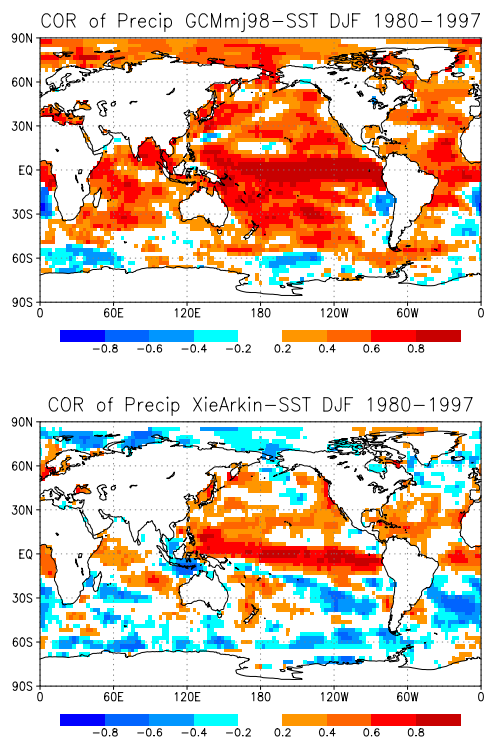 COR of Precip GCMmj98-SST DJF 1980-1997
90N
60N
30N
EQ
30S
60S
90S
0 60E 120E 180 120W 60W 0
-0.8 -0.6 -0.4 -0.2 0.2 0.4 0.6 0.8
COR of Precip XieArkin-SST DJF 1980-1997
90N
60N
30N
EQ
30S
60S
90S
0 60E 120E 180 120W 60W 0
-0.8 -0.6 -0.4 -0.2 0.2 0.4 0.6 0.8